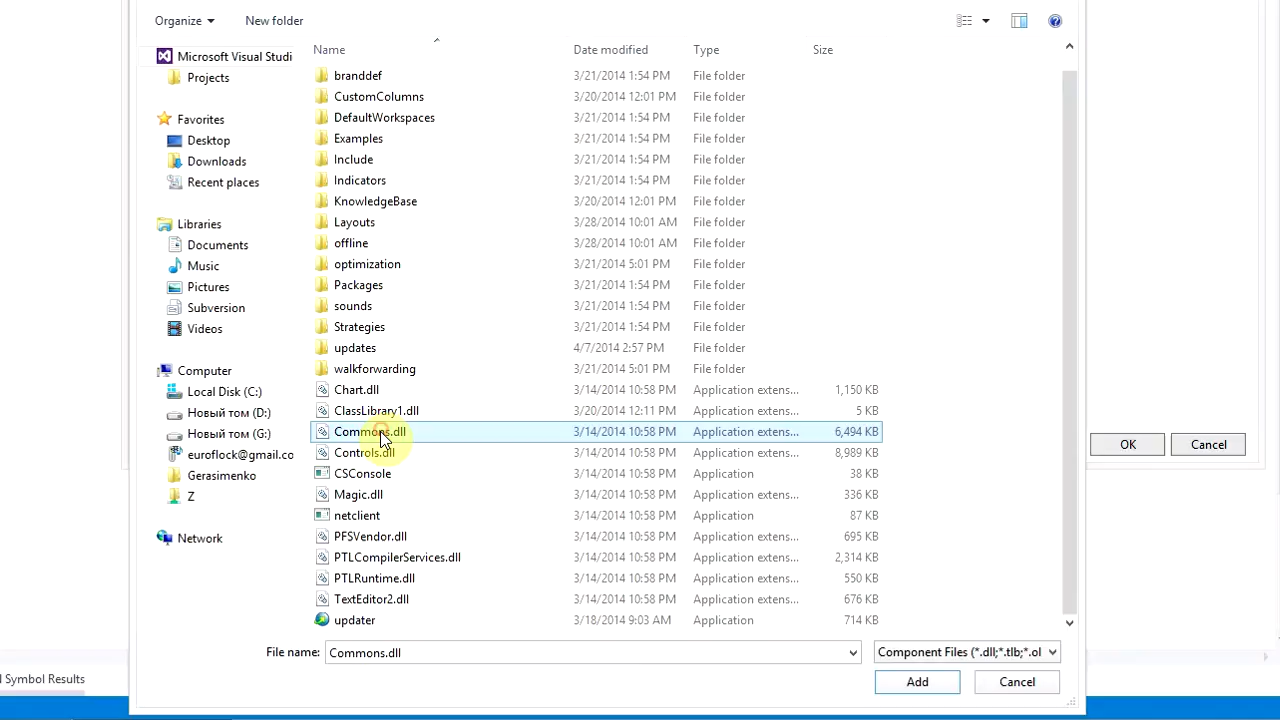 Organize
New folder
Microsoft Visual Studi
Projects
Favorites
Desktop
Downloads
Recent places
Libraries
Documents
Music
Pictures
Subversion
Videos
Computer
Local Disk (C:)
Новый том (D:)
Новый том (G:)
euroflock@gmail.co
Gerasimenko
Z
Network
Name Date modified Type Size
branddef 3/21/2014 1:54 PM File folder
CustomColumns 3/20/2014 12:01 PM File folder
DefaultWorkspaces 3/21/2014 1:54 PM File folder
Examples 3/21/2014 1:54 PM File folder
Include 3/21/2014 1:54 PM File folder
Indicators 3/21/2014 1:54 PM File folder
KnowledgeBase 3/20/2014 12:01 PM File folder
Layouts 3/28/2014 10:01 AM File folder
offline 3/28/2014 10:01 AM File folder
optimization 3/21/2014 5:01 PM File folder
Packages 3/21/2014 1:54 PM File folder
sounds 3/21/2014 1:54 PM File folder
Strategies 3/21/2014 1:54 PM File folder
updates 4/7/2014 2:57 PM File folder
walkforwarding 3/21/2014 5:01 PM File folder
Chart.dll 3/14/2014 10:58 PM Application extens... 1,150 KB
ClassLibrary1.dll 3/20/2014 12:11 PM Application extens... 5 KB
Commons.dll 3/14/2014 10:58 PM Application extens... 6,494 KB
Controls.dll 3/14/2014 10:58 PM Application extens... 8,989 KB
CSConsole 3/14/2014 10:58 PM Application 38 KB
Magic.dll 3/14/2014 10:58 PM Application extens... 336 KB
netclient 3/14/2014 10:58 PM Application 87 KB
PFSVendor.dll 3/14/2014 10:58 PM Application extens... 695 KB
PTLCompilerServices.dll 3/14/2014 10:58 PM Application extens... 2,314 KB
PTLRuntime.dll 3/14/2014 10:58 PM Application extens... 550 KB
TextEditor2.dll 3/14/2014 10:58 PM Application extens... 676 KB
updater 3/18/2014 9:03 AM Application 714 KB
OK Cancel
File name: Commons.dll Component Files (*.dll;*.tlb;*.ol
Add Cancel
l Symbol Results